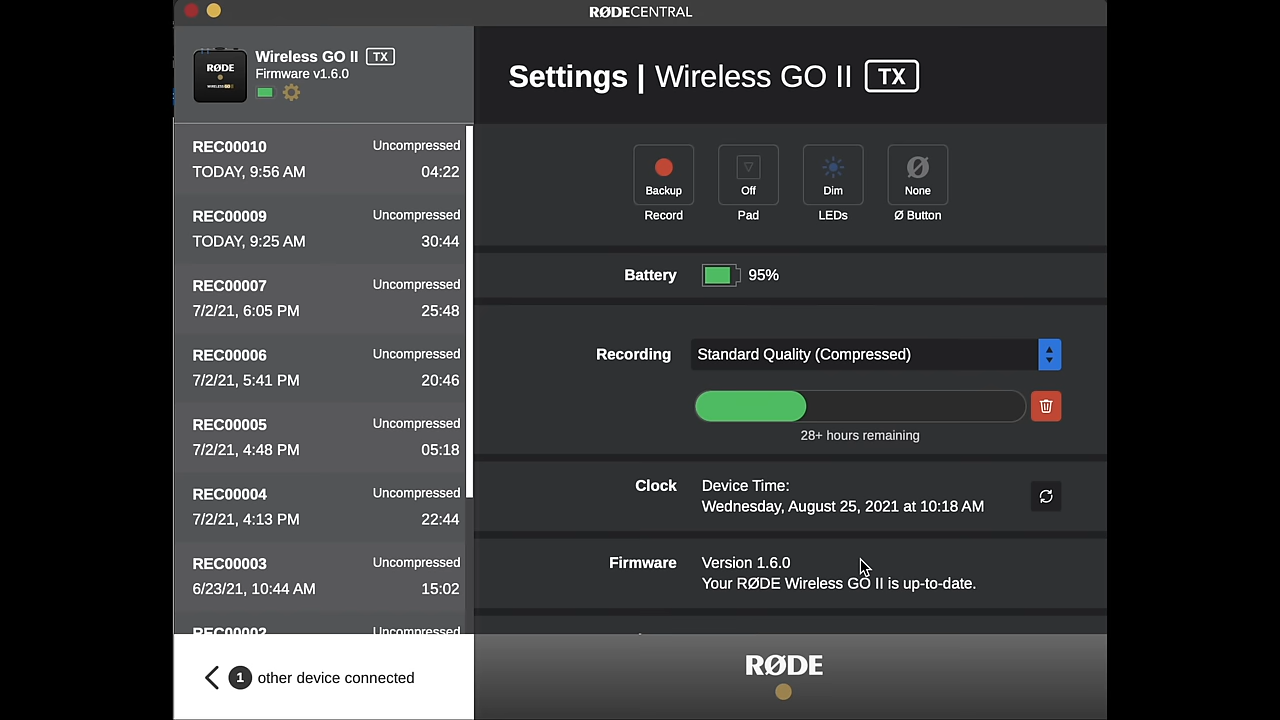 RØDECENTRAL
Wireless GO II TX
Firmware v1.6.0
RØDE
WIRELESS GO II
REC00010 Uncompressed
TODAY, 9:56 AM 04:22
REC00009 Uncompressed
TODAY, 9:25 AM 30:44
REC00007 Uncompressed
7/2/21, 6:05 PM 25:48
REC00006 Uncompressed
7/2/21, 5:41 PM 20:46
REC00005 Uncompressed
7/2/21, 4:48 PM 05:18
REC00004 Uncompressed
7/2/21, 4:13 PM 22:44
REC00003 Uncompressed
6/23/21, 10:44 AM 15:02
REC00002 Uncompressed
1 other device connected
Settings | Wireless GO II TX
Backup Off Dim None
Record Pad LEDs Ø Button
Battery 95%
Recording Standard Quality (Compressed)
28+ hours remaining
Clock Device Time:
Wednesday, August 25, 2021 at 10:18 AM
Firmware Version 1.6.0
Your RØDE Wireless GO II is up-to-date.
RØDE